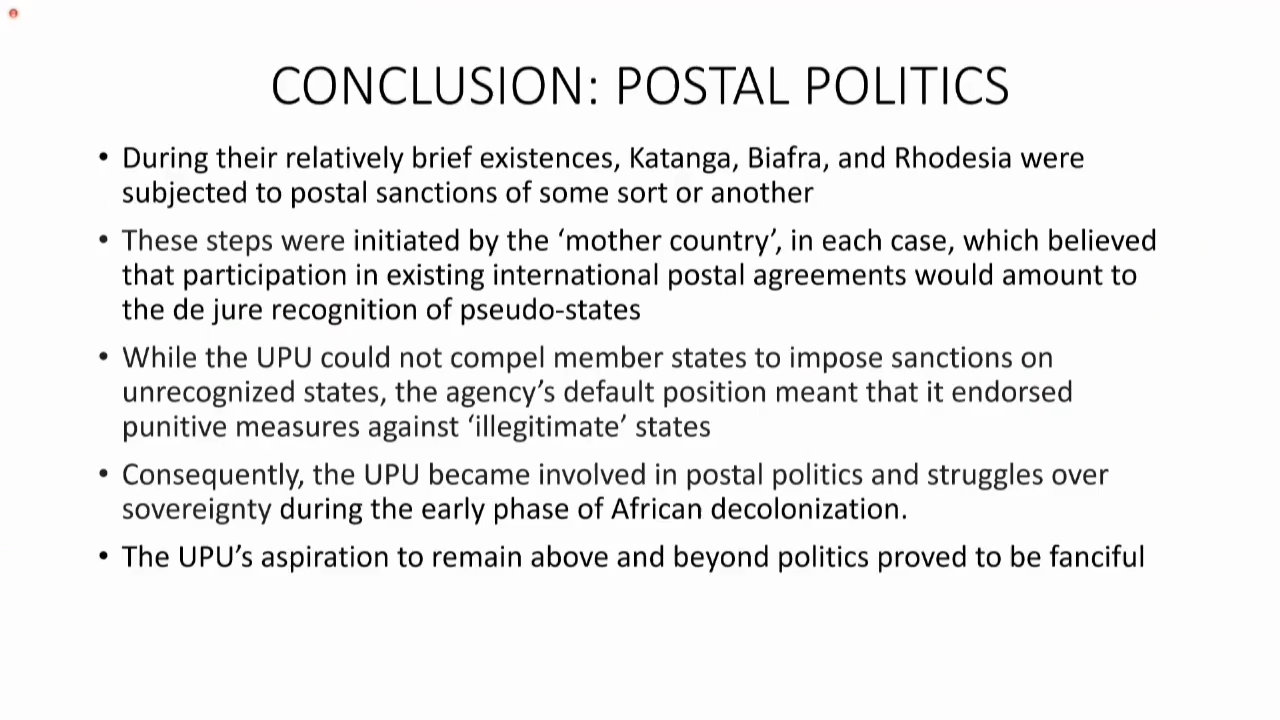 CONCLUSION: POSTAL POLITICS
• During their relatively brief existences, Katanga, Biafra, and Rhodesia were
subjected to postal sanctions of some sort or another
• These steps were initiated by the ‘mother country’, in each case, which believed
that participation in existing international postal agreements would amount to
the de jure recognition of pseudo-states
• While the UPU could not compel member states to impose sanctions on
unrecognized states, the agency’s default position meant that it endorsed
punitive measures against ‘illegitimate’ states
• Consequently, the UPU became involved in postal politics and struggles over
sovereignty during the early phase of African decolonization.
• The UPU’s aspiration to remain above and beyond politics proved to be fanciful